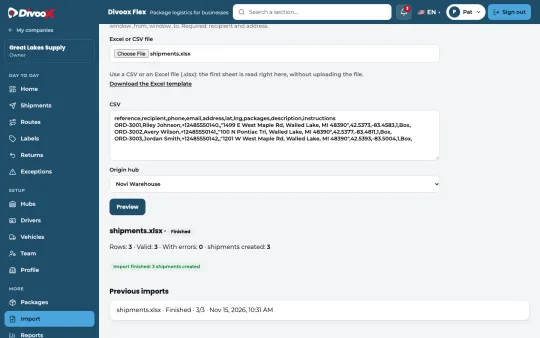 DivooX
Divoox Flex
Package logistics for businesses
Search a section...
8
EN
P
Pat
Sign out
← My companies
Great Lakes Supply
Owner
DAY TO DAY
Home
Shipments
Routes
Labels
Returns
Exceptions
SETUP
Hubs
Drivers
Vehicles
Team
Profile
MORE
Packages
Import
Reports
window_from, window_to. Required: recipient and address.
Excel or CSV file
Choose File shipments.xlsx
Use a CSV or an Excel file (.xlsx): the first sheet is read right here, without uploading the file.
Download the Excel template
CSV
reference,recipient,phone,email,address,lat,lng,packages,description,instructions
ORD-3001,Riley Johnson,+12485550140,,"1499 E West Maple Rd, Walled Lake, MI 48390",42.5373,-83.4583,1,Box,
ORD-3002,Avery Wilson,+12485550141,,"100 N Pontiac Trl, Walled Lake, MI 48390",42.5377,-83.4811,1,Box,
ORD-3003,Jordan Smith,+12485550142,,"1201 W Maple Rd, Walled Lake, MI 48390",42.5393,-83.5004,1,Box,
Origin hub
Novi Warehouse
Preview
shipments.xlsx · Finished
Rows: 3 · Valid: 3 · With errors: 0 · shipments created: 3
Import finished: 3 shipments created
Previous imports
shipments.xlsx · Finished · 3/3 · Nov 15, 2026, 10:31 AM